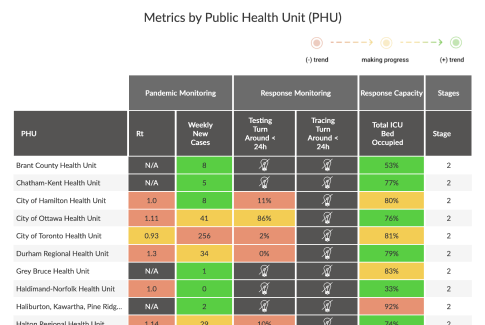 Metrics by Public Health Unit (PHU)
(-) trend making progress (+) trend
Pandemic Monitoring Response Monitoring Response Capacity Stages
PHU Rt Weekly New Cases Testing Turn Around < 24h Tracing Turn Around < 24h Total ICU Bed Occupied Stage
Brant County Health Unit N/A 8 53% 2
Chatham-Kent Health Unit N/A 5 77% 2
City of Hamilton Health Unit 1.0 8 11% 80% 2
City of Ottawa Health Unit 1.11 41 86% 76% 2
City of Toronto Health Unit 0.93 256 2% 81% 2
Durham Regional Health Unit 1.3 34 0% 79% 2
Grey Bruce Health Unit N/A 1 83% 2
Haldimand-Norfolk Health Unit 1.0 0 33% 2
Haliburton, Kawartha, Pine Ridg... N/A 2 92% 2
Halton Regional Health Unit 1.14 29 10% 74% 2